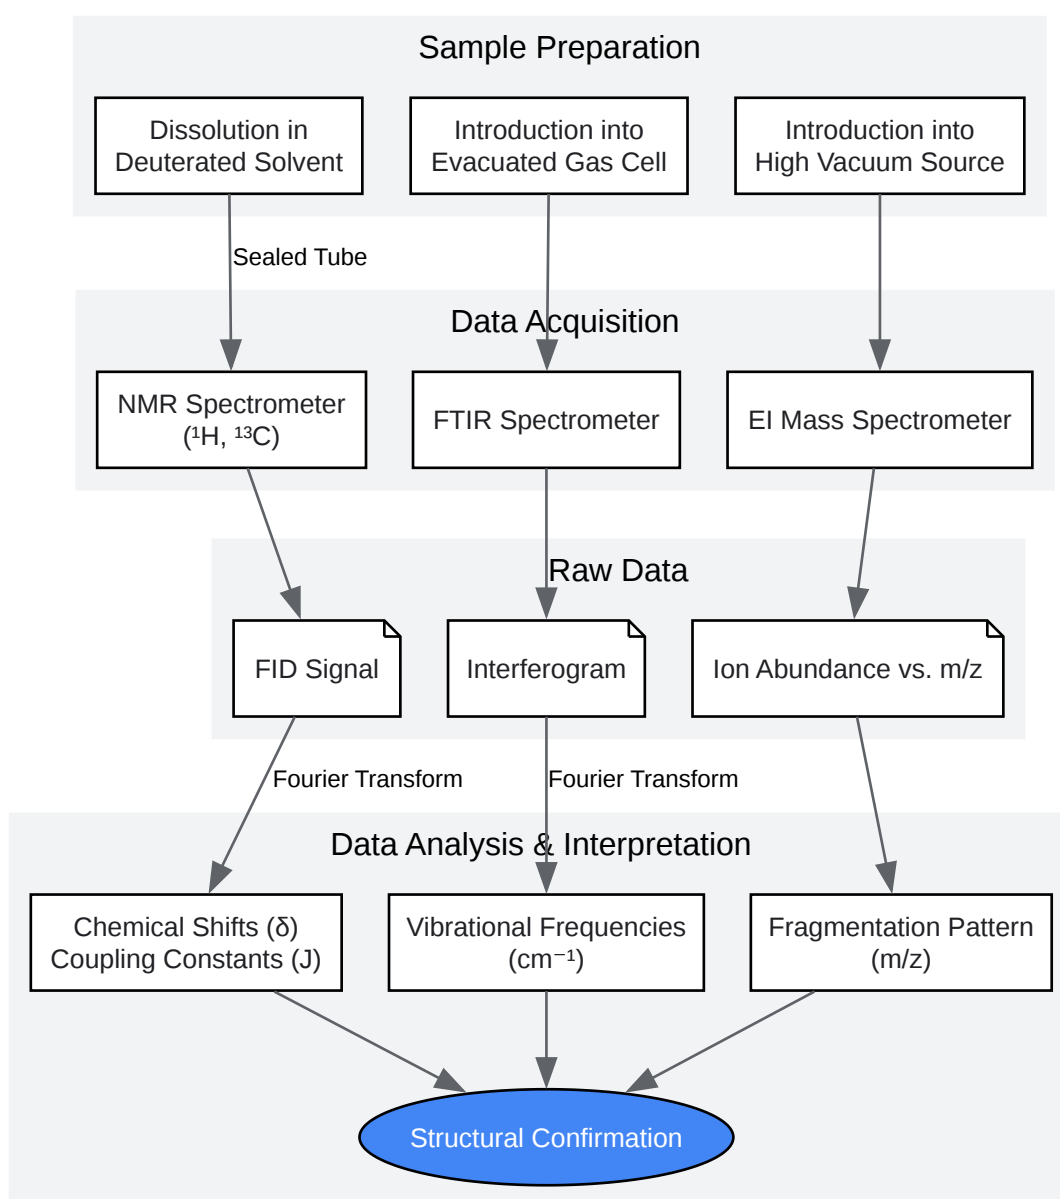 Sample Preparation
Dissolution in
Deuterated Solvent
Introduction into
Evacuated Gas Cell
Introduction into
High Vacuum Source
Sealed Tube
Data Acquisition
NMR Spectrometer
(¹H, ¹³C)
FTIR Spectrometer
EI Mass Spectrometer
Raw Data
FID Signal
Interferogram
Ion Abundance vs. m/z
Fourier Transform
Fourier Transform
Data Analysis & Interpretation
Chemical Shifts (δ)
Coupling Constants (J)
Vibrational Frequencies
(cm⁻¹)
Fragmentation Pattern
(m/z)
Structural Confirmation